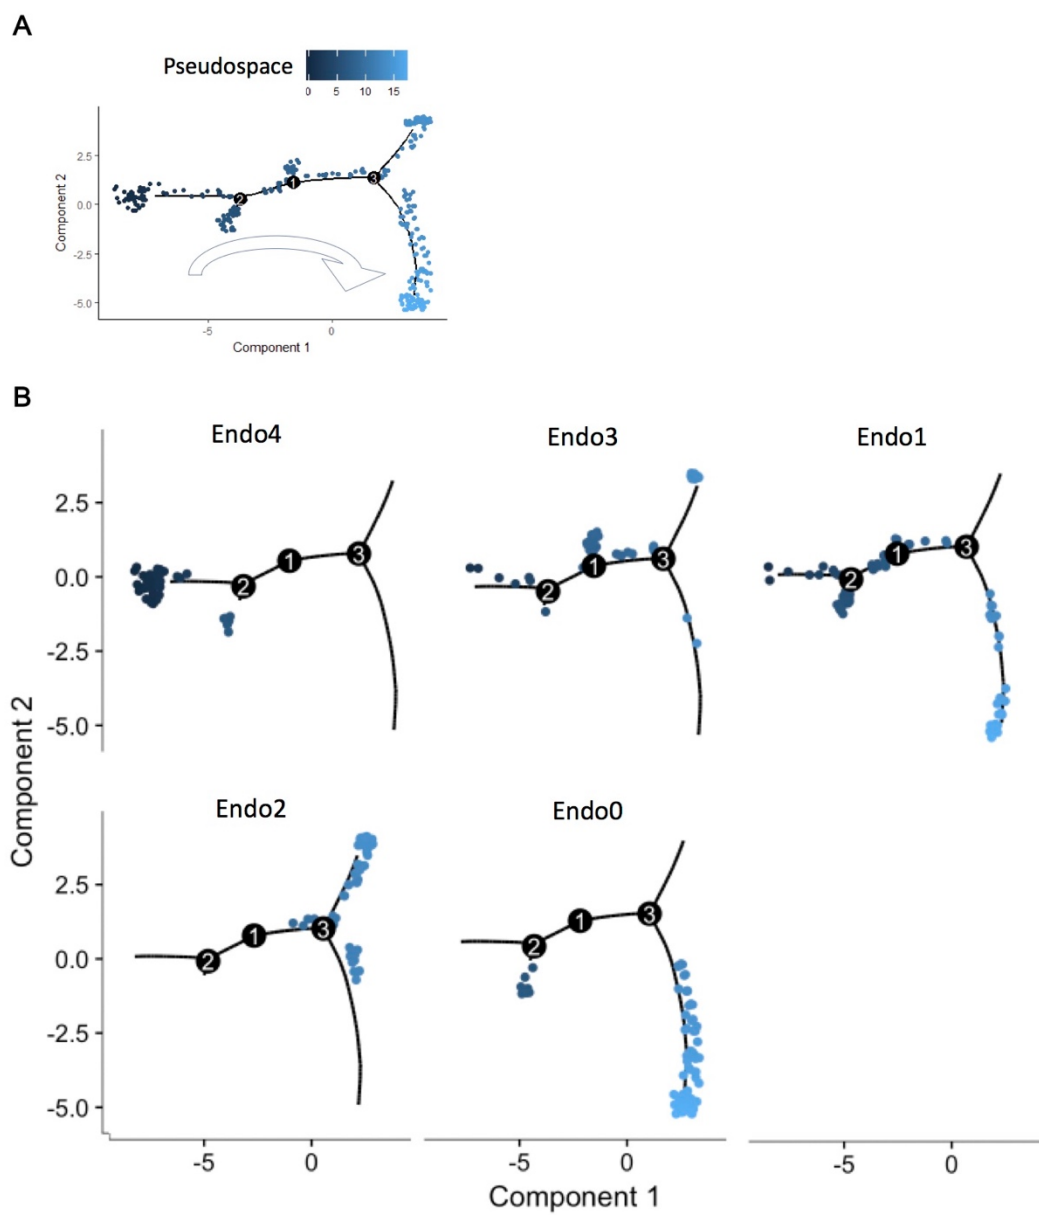 A
Pseudospace
0 5 10 15
2.5
0.0
-2.5
-5.0
Component 2
1
2
3
-5 0
Component 1
B
Endo4 Endo3 Endo1
2.5
0.0
-2.5
-5.0
2 1 3
2 1 3
2 1 3
Component 2
Endo2 Endo0
2.5
0.0
-2.5
-5.0
2 1 3
2 1 3
-5 0 -5 0 -5 0
Component 1